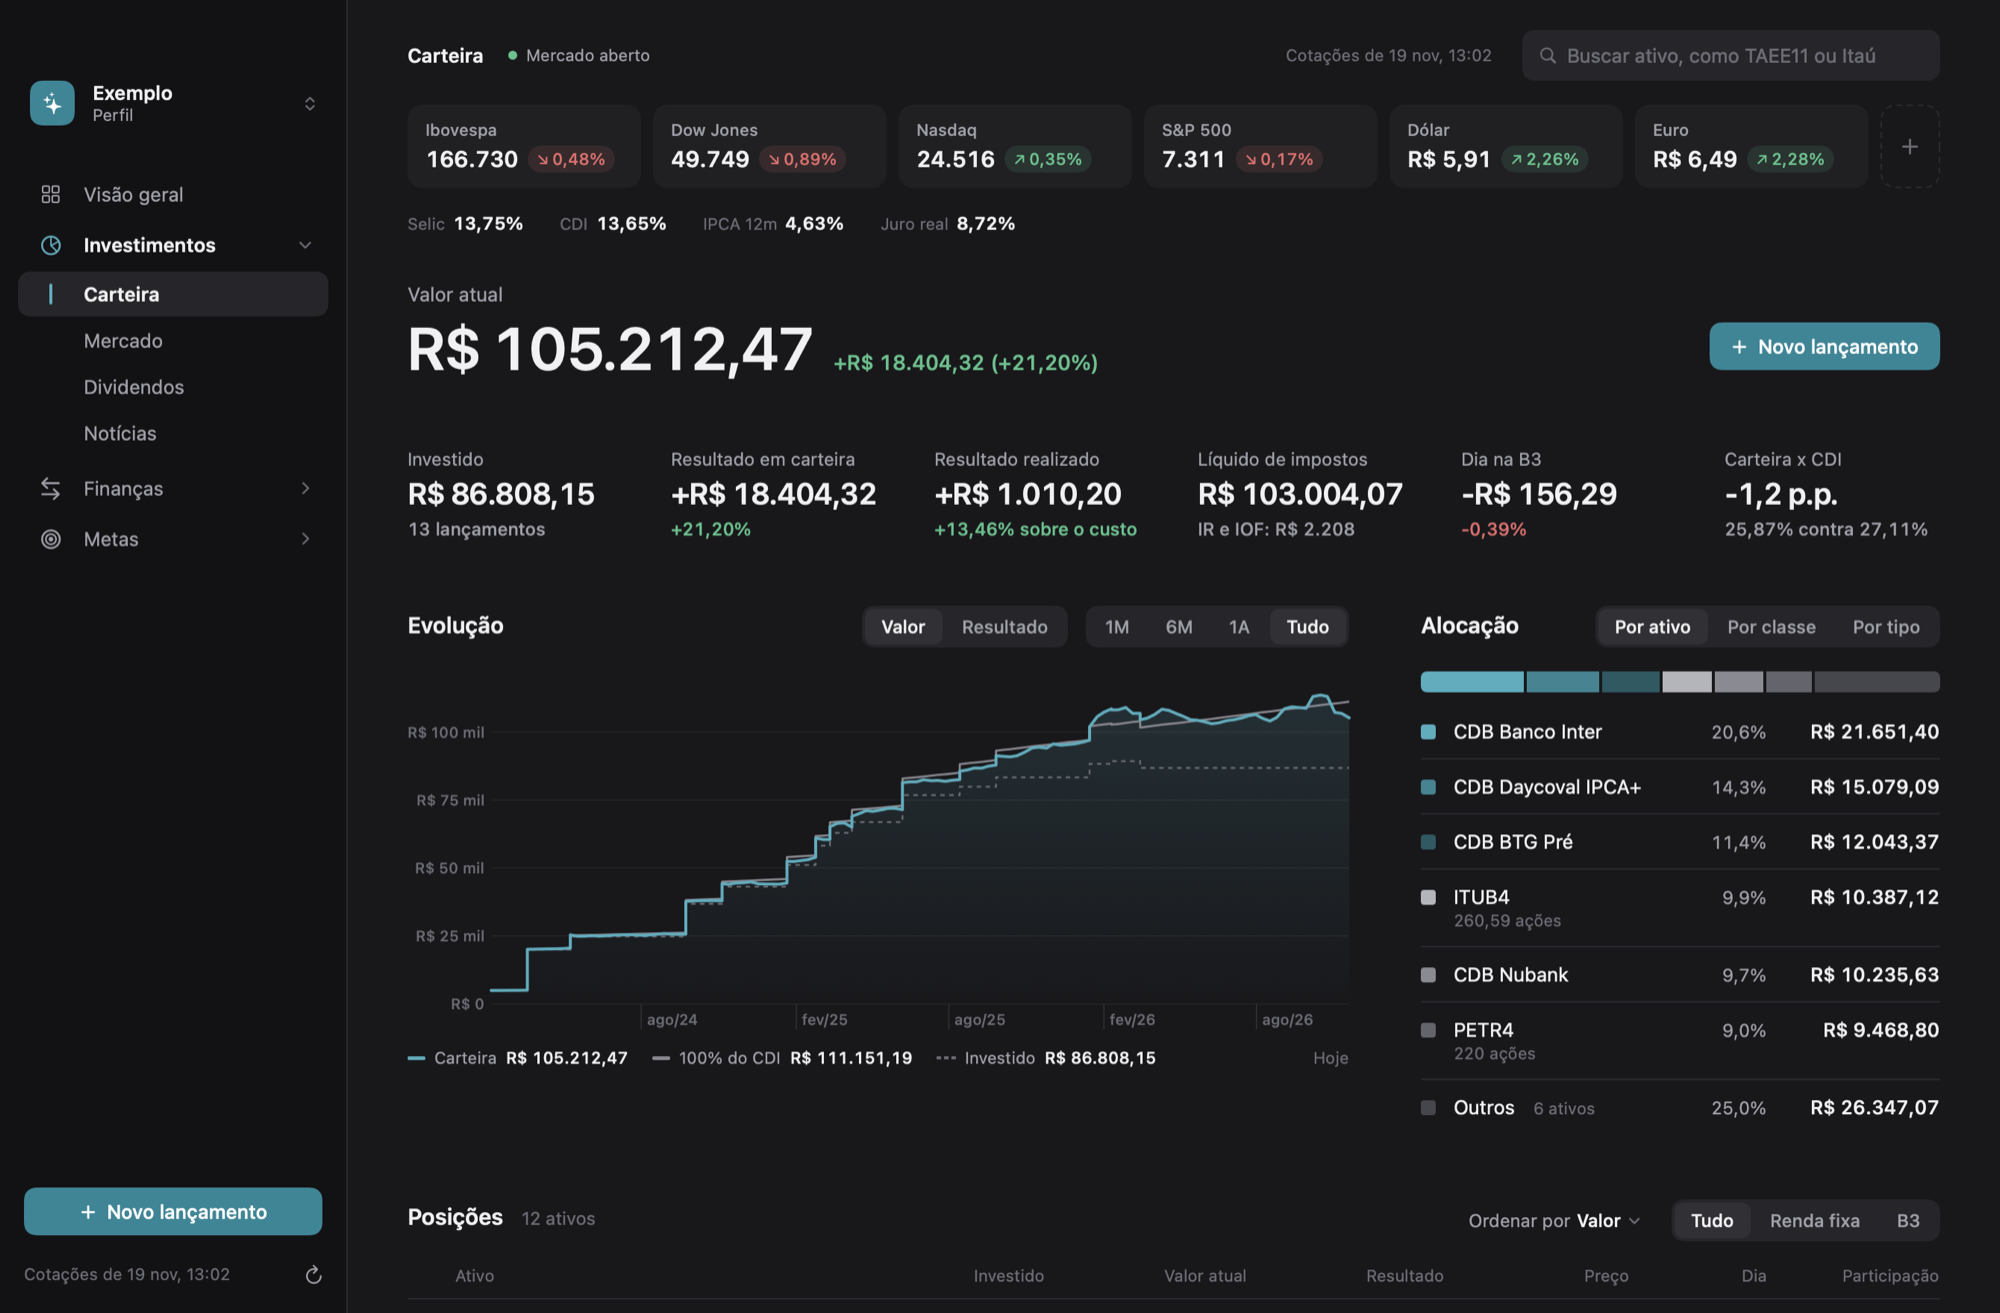 Exemplo
Perfil
Visão geral
Investimentos
Carteira
Mercado
Dividendos
Notícias
Finanças
Metas
+ Novo lançamento
Cotações de 19 nov, 13:02
Carteira
Mercado aberto
Cotações de 19 nov, 13:02
Buscar ativo, como TAEE11 ou Itaú
Ibovespa
166.730 ↘ 0,48%
Dow Jones
49.749 ↘ 0,89%
Nasdaq
24.516 ↗ 0,35%
S&P 500
7.311 ↘ 0,17%
Dólar
R$ 5,91 ↗ 2,26%
Euro
R$ 6,49 ↗ 2,28%
+
Selic 13,75% CDI 13,65% IPCA 12m 4,63% Juro real 8,72%
Valor atual
R$ 105.212,47 +R$ 18.404,32 (+21,20%)
+ Novo lançamento
Investido
R$ 86.808,15
13 lançamentos
Resultado em carteira
+R$ 18.404,32
+21,20%
Resultado realizado
+R$ 1.010,20
+13,46% sobre o custo
Líquido de impostos
R$ 103.004,07
IR e IOF: R$ 2.208
Dia na B3
-R$ 156,29
-0,39%
Carteira x CDI
-1,2 p.p.
25,87% contra 27,11%
Evolução
Valor Resultado
1M 6M 1A Tudo
R$ 100 mil
R$ 75 mil
R$ 50 mil
R$ 25 mil
R$ 0
ago/24 fev/25 ago/25 fev/26 ago/26
Carteira R$ 105.212,47 100% do CDI R$ 111.151,19 Investido R$ 86.808,15 Hoje
Alocação
Por ativo Por classe Por tipo
CDB Banco Inter 20,6% R$ 21.651,40
CDB Daycoval IPCA+ 14,3% R$ 15.079,09
CDB BTG Pré 11,4% R$ 12.043,37
ITUB4 9,9% R$ 10.387,12
260,59 ações
CDB Nubank 9,7% R$ 10.235,63
PETR4 9,0% R$ 9.468,80
220 ações
Outros 6 ativos 25,0% R$ 26.347,07
Posições 12 ativos
Ordenar por Valor
Tudo Renda fixa B3
Ativo Investido Valor atual Resultado Preço Dia Participação